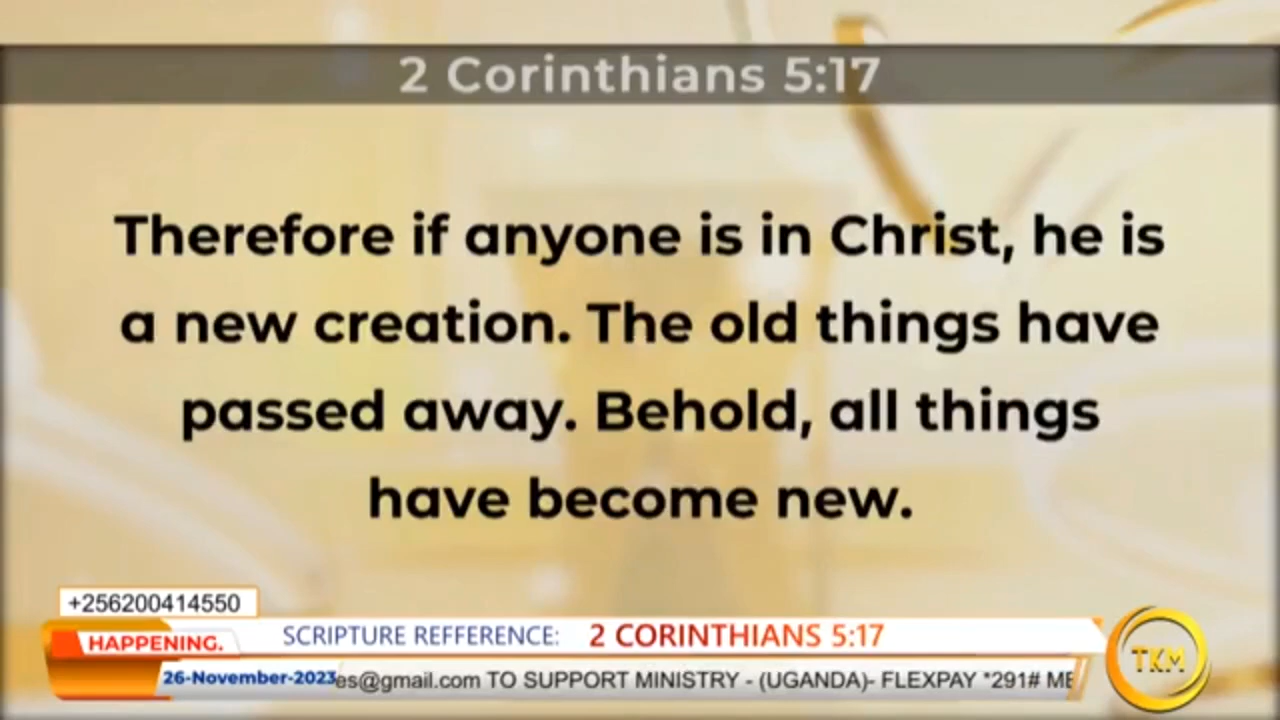 2 Corinthians 5:17
Therefore if anyone is in Christ, he is
a new creation. The old things have
passed away. Behold, all things
have become new.
+256200414550
HAPPENING.
SCRIPTURE REFFERENCE: 2 CORINTHIANS 5:17
26-November-2023
es@gmail.com TO SUPPORT MINISTRY - (UGANDA)- FLEXPAY *291# ME
TKM